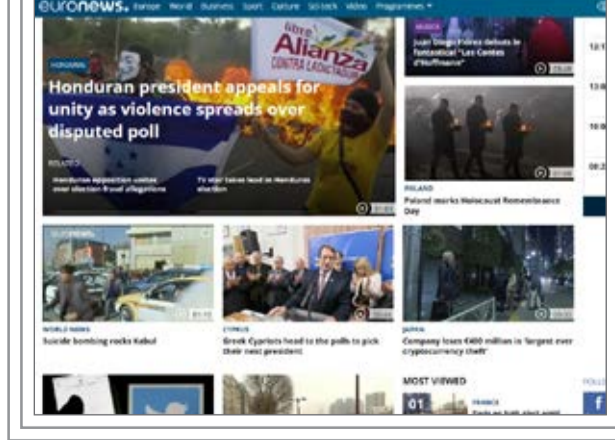 euronews. Europe World Business Sport Culture Sci-tech Video Programmes
libre
Alianza
CONTRA LA DICTADURA
HONDURAS
Honduran president appeals for
unity as violence spreads over
disputed poll
RELATED
Honduran opposition unites
over election fraud allegations
TV star takes lead in Honduras
election
MUSICA
Juan Diego Florez debuts in
fantastical "Les Contes
d'Hoffmann"
POLAND
Poland marks Holocaust Remembrance
Day
euronews.
WORLD NEWS
Suicide bombing rocks Kabul
CYPRUS
Greek Cypriots head to the polls to pick
their next president
JAPAN
Company loses €400 million in 'largest ever
cryptocurrency theft'
MOST VIEWED
01
FRANCE
f